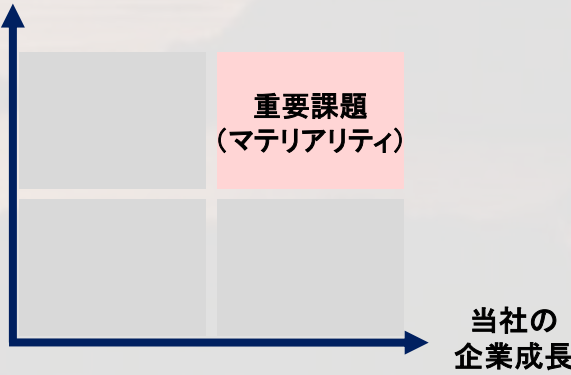 重要課題
（マテリアリティ）
当社の
企業成長